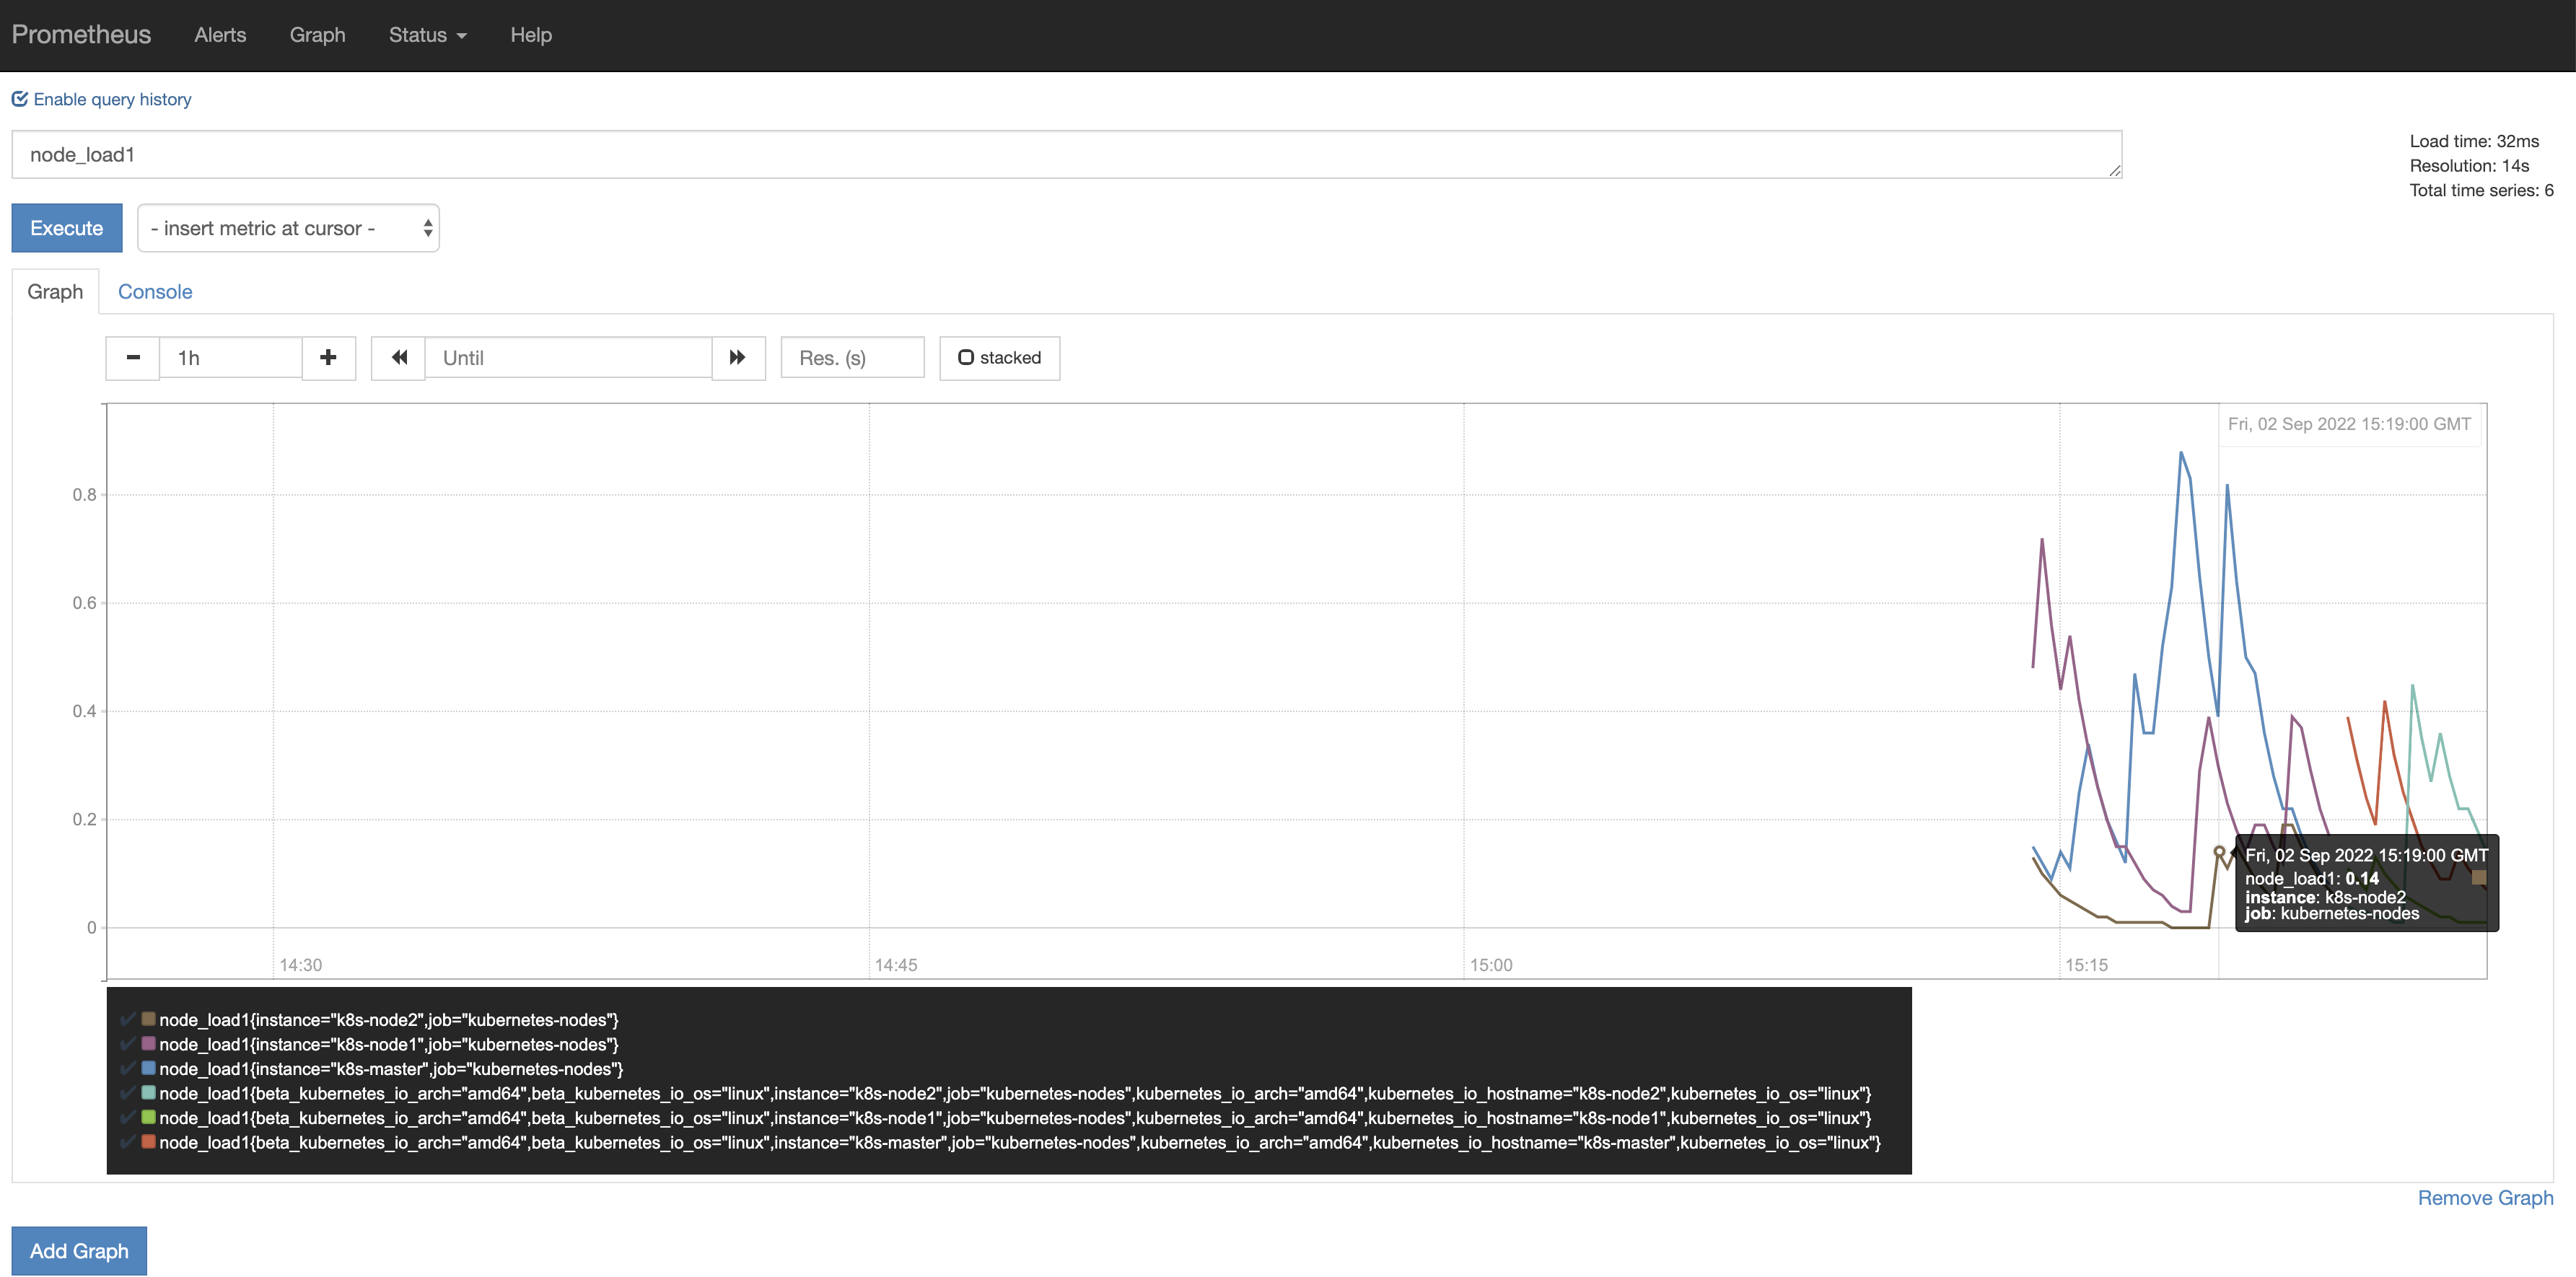 Prometheus Alerts Graph Status Help
Enable query history
node_load1
Load time: 32ms
Resolution: 14s
Total time series: 6
Execute - insert metric at cursor -
Graph Console
1h Until Res. (s) stacked
Fri, 02 Sep 2022 15:19:00 GMT
0.8
0.6
0.4
0.2
0
Fri, 02 Sep 2022 15:19:00 GMT
node_load1: 0.14
instance: k8s-node2
job: kubernetes-nodes
14:30 14:45 15:00 15:15
node_load1{instance="k8s-node2",job="kubernetes-nodes"}
node_load1{instance="k8s-node1",job="kubernetes-nodes"}
node_load1{instance="k8s-master",job="kubernetes-nodes"}
node_load1{beta_kubernetes_io_arch="amd64",beta_kubernetes_io_os="linux",instance="k8s-node2",job="kubernetes-nodes",kubernetes_io_arch="amd64",kubernetes_io_hostname="k8s-node2",kubernetes_io_os="linux"}
node_load1{beta_kubernetes_io_arch="amd64",beta_kubernetes_io_os="linux",instance="k8s-node1",job="kubernetes-nodes",kubernetes_io_arch="amd64",kubernetes_io_hostname="k8s-node1",kubernetes_io_os="linux"}
node_load1{beta_kubernetes_io_arch="amd64",beta_kubernetes_io_os="linux",instance="k8s-master",job="kubernetes-nodes",kubernetes_io_arch="amd64",kubernetes_io_hostname="k8s-master",kubernetes_io_os="linux"}
Remove Graph
Add Graph